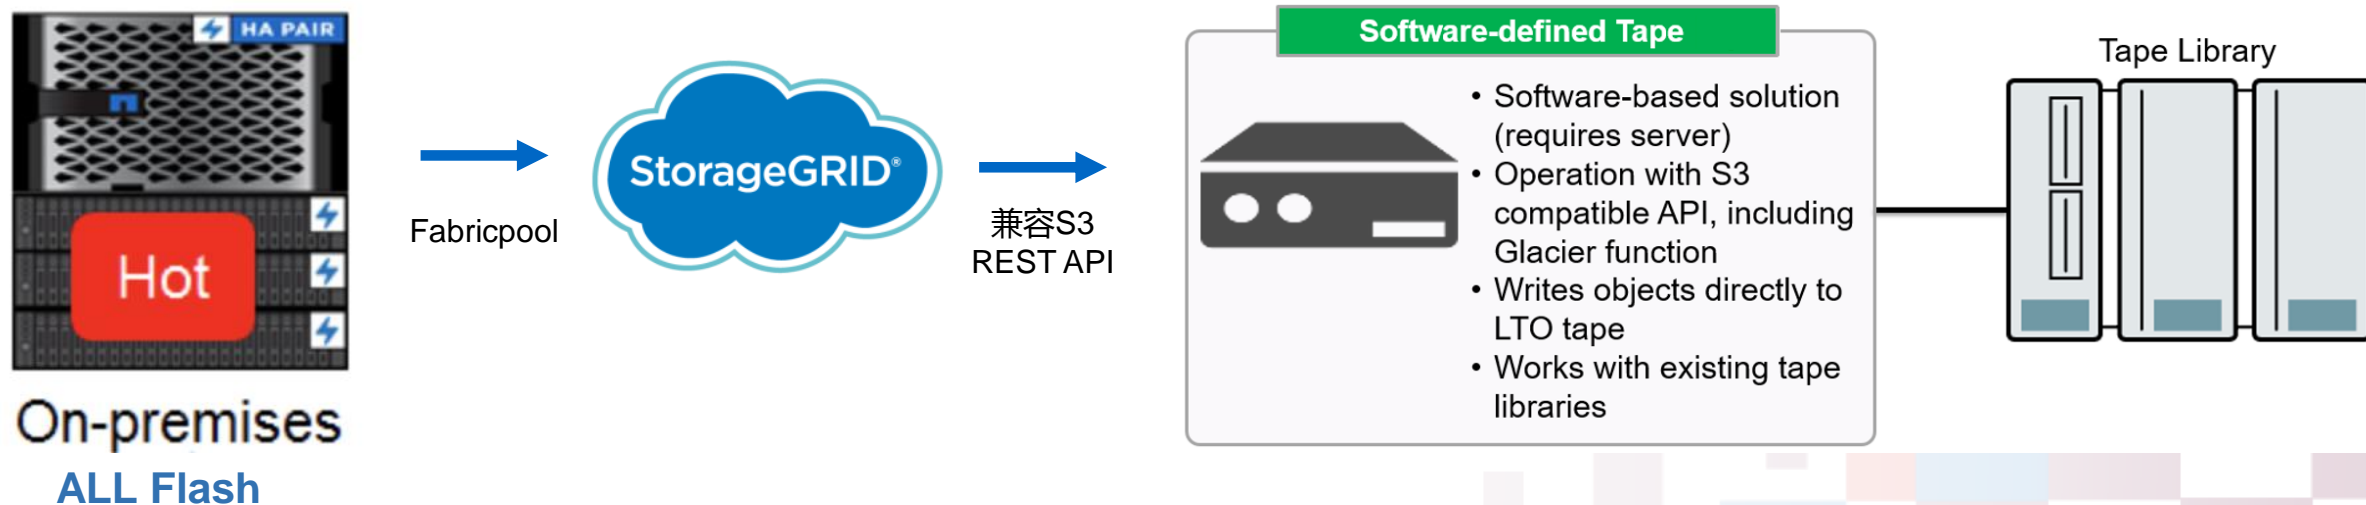 HA PAIR
Hot
On-premises
ALL Flash
Fabricpool
StorageGRID®
兼容S3
REST API
Software-defined Tape
• Software-based solution
(requires server)
• Operation with S3
compatible API, including
Glacier function
• Writes objects directly to
LTO tape
• Works with existing tape
libraries
Tape Library